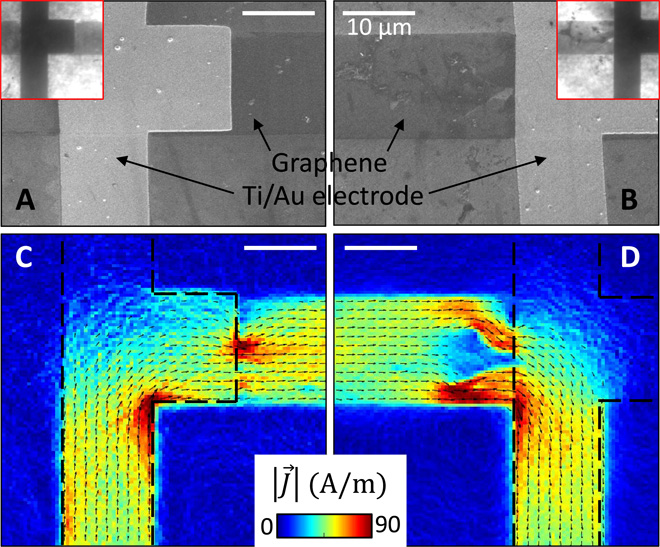 10 µm
Graphene
Ti/Au electrode
A
B
C
D
|J⃗| (A/m)
0
90